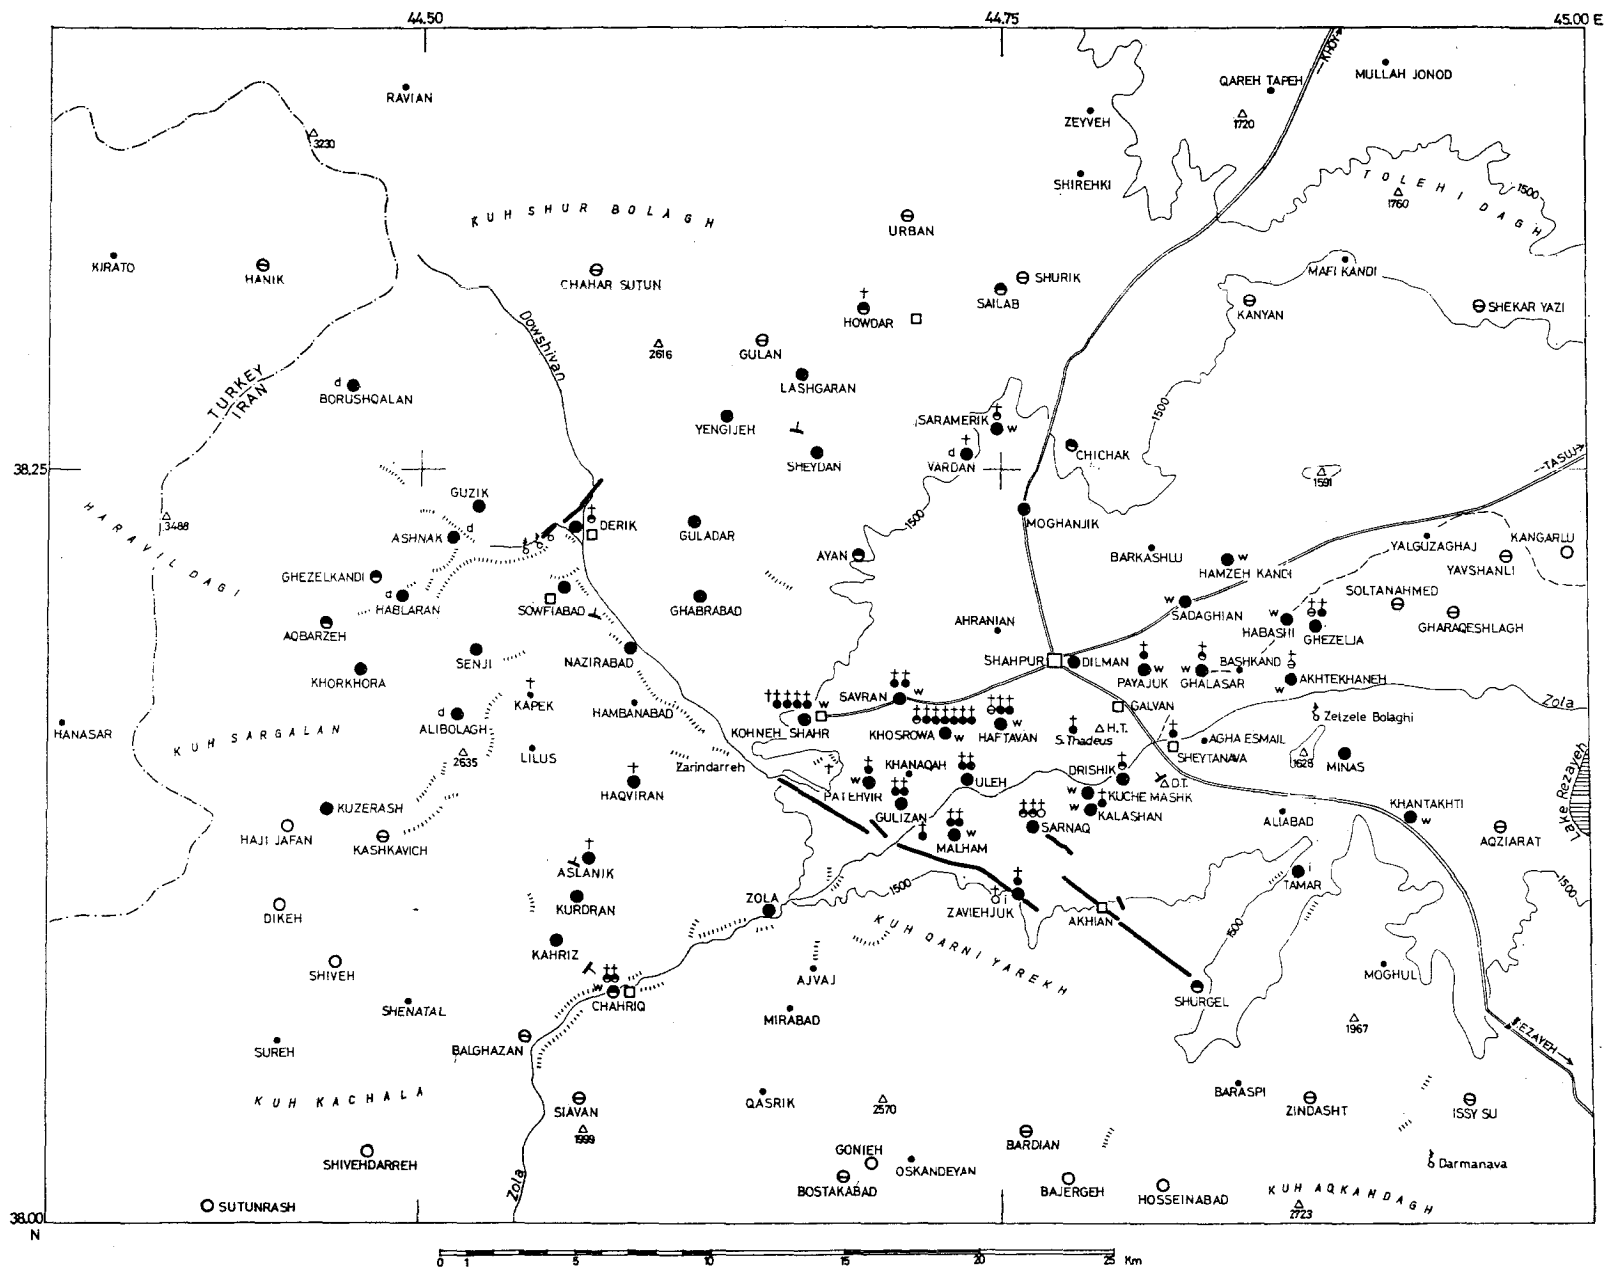 44.50
44.75
45.00 E
KHOY
RAVIAN
QAREH TAPEH
MULLAH JONOD
1720
ZEYVEH
3230
SHIREHKI
TOLEHI DAGH
1500
1760
KUH SHUR BOLAGH
URBAN
KIRATO
HANIK
CHAHAR SUTUN
SHURIK
SAILAB
MAFI KANDI
HOWDAR
KANYAN
SHEKAR YAZI
Dowshivan
2616
GULAN
TURKEY
IRAN
d
BORUSHQALAN
LASHGARAN
YENGIJEH
SARAMERIK
w
1500
SHEYDAN
d
VARDAN
CHICHAK
38.25
TASUJ
1591
GUZIK
HARAVIL DAGI
3488
d
ASHNAK
DERIK
GULADAR
1500
MOGHANJIK
AYAN
BARKASHLU
w
HAMZEH KANDI
YALGUZAGHAJ
KANGARLU
YAVSHANLI
GHEZELKANDI
d
HABLARAN
SOWFIABAD
GHABRABAD
w
SADAGHIAN
SOLTANAHMED
GHARAQESHLAGH
AQBARZEH
AHRANIAN
HABASHI
w
GHEZELJA
SENJI
NAZIRABAD
SHAHPUR
DILMAN
PAYAJUK
w
w
GHALASAR
BASHKAND
AKHTEKHANEH
w
KHORKHORA
KAPEK
HAMBANABAD
SAVRAN
w
GALVAN
Zola
HANASAR
KUH SARGALAN
d
ALIBOLAGH
KOHNEH SHAHR
w
KHOSROWA
w
HAFTAVAN
w
S.Thadeus
H.T.
Zelzele Bolaghi
AGHA ESMAIL
SHEYTANAVA
1628
MINAS
2635
LILUS
Zarindarreh
HAQVIRAN
w
PATEHVIR
KHANAQAH
ULEH
DRISHIK
D.T.
Lake Rezayeh
KUZERASH
GULIZAN
w
KUCHE MASHK
w
KALASHAN
ALIABAD
KHANTAKHTI
w
HAJI JAFAN
KASHKAVICH
w
MALHAM
SARNAQ
AQZIARAT
ASLANIK
1500
i
TAMAR
1500
DIKEH
KURDRAN
ZOLA
i
ZAVIEHJUK
AKHIAN
1500
KUH QARNI YAREKH
KAHRIZ
SHIVEH
AJVAJ
MOGHUL
SHENATAL
w
CHAHRIQ
SHURGEL
MIRABAD
1967
REZAYEH
SUREH
BALGHAZAN
KUH KACHALA
SIAVAN
QASRIK
2570
BARASPI
ZINDASHT
ISSY SU
1999
BARDIAN
SHIVEHDARREH
GONIEH
OSKANDEYAN
BOSTAKABAD
BAJERGEH
HOSSEINABAD
Darmanava
KUH AQKANDAGH
2723
SUTUNRASH
Zola
38.00
N
0 1 5 10 15 20 25 Km